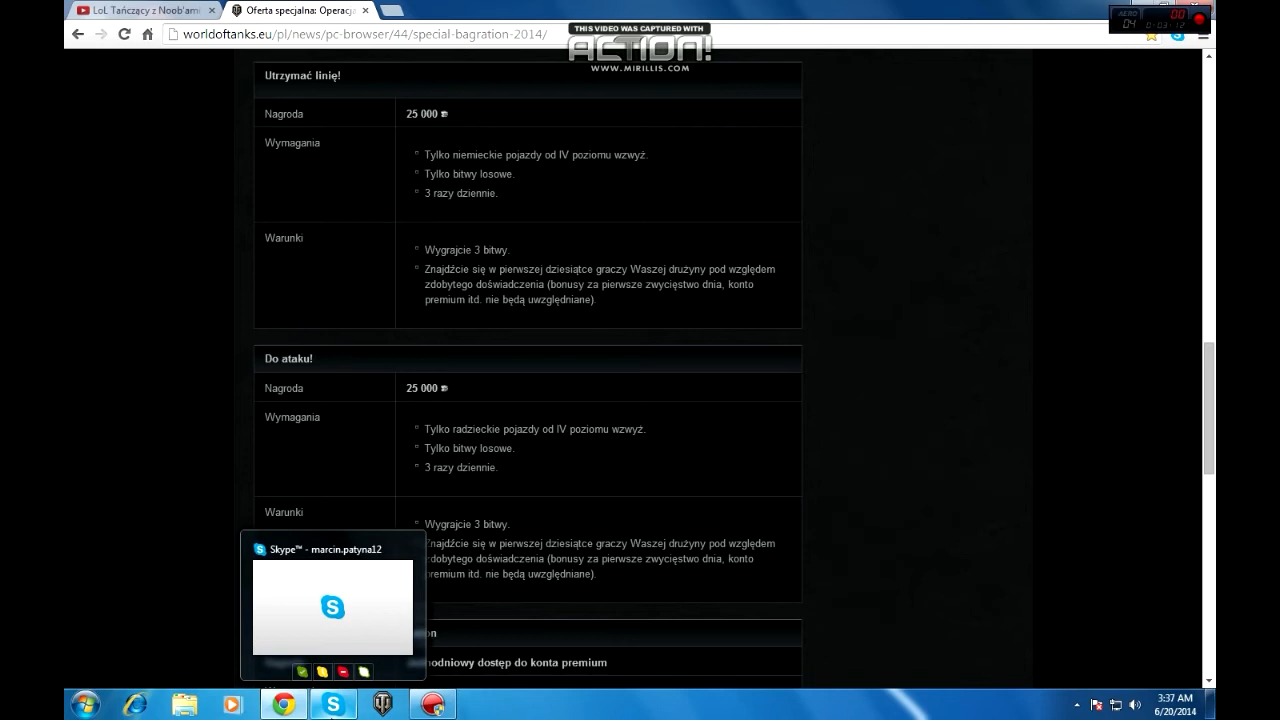 LoL Tańczący z Noob'ami
Oferta specjalna: Operacja
worldoftanks.eu/pl/news/pc-browser/44/special-bagration-2014/
THIS VIDEO WAS CAPTURED WITH
ACTION!
WWW.MIRILLIS.COM
AERO
04
00
0:03:12
Utrzymać linię!
Nagroda
25 000
Wymagania
Tylko niemieckie pojazdy od IV poziomu wzwyż.
Tylko bitwy losowe.
3 razy dziennie.
Warunki
Wygrajcie 3 bitwy.
Znajdźcie się w pierwszej dziesiątce graczy Waszej drużyny pod względem
zdobytego doświadczenia (bonusy za pierwsze zwycięstwo dnia, konto
premium itd. nie będą uwzględniane).
Do ataku!
Nagroda
25 000
Wymagania
Tylko radzieckie pojazdy od IV poziomu wzwyż.
Tylko bitwy losowe.
3 razy dziennie.
Warunki
Wygrajcie 3 bitwy.
Znajdźcie się w pierwszej dziesiątce graczy Waszej drużyny pod względem
zdobytego doświadczenia (bonusy za pierwsze zwycięstwo dnia, konto
premium itd. nie będą uwzględniane).
Skype™ - marcin.patyna12
dostęp do konta premium
3:37 AM
6/20/2014